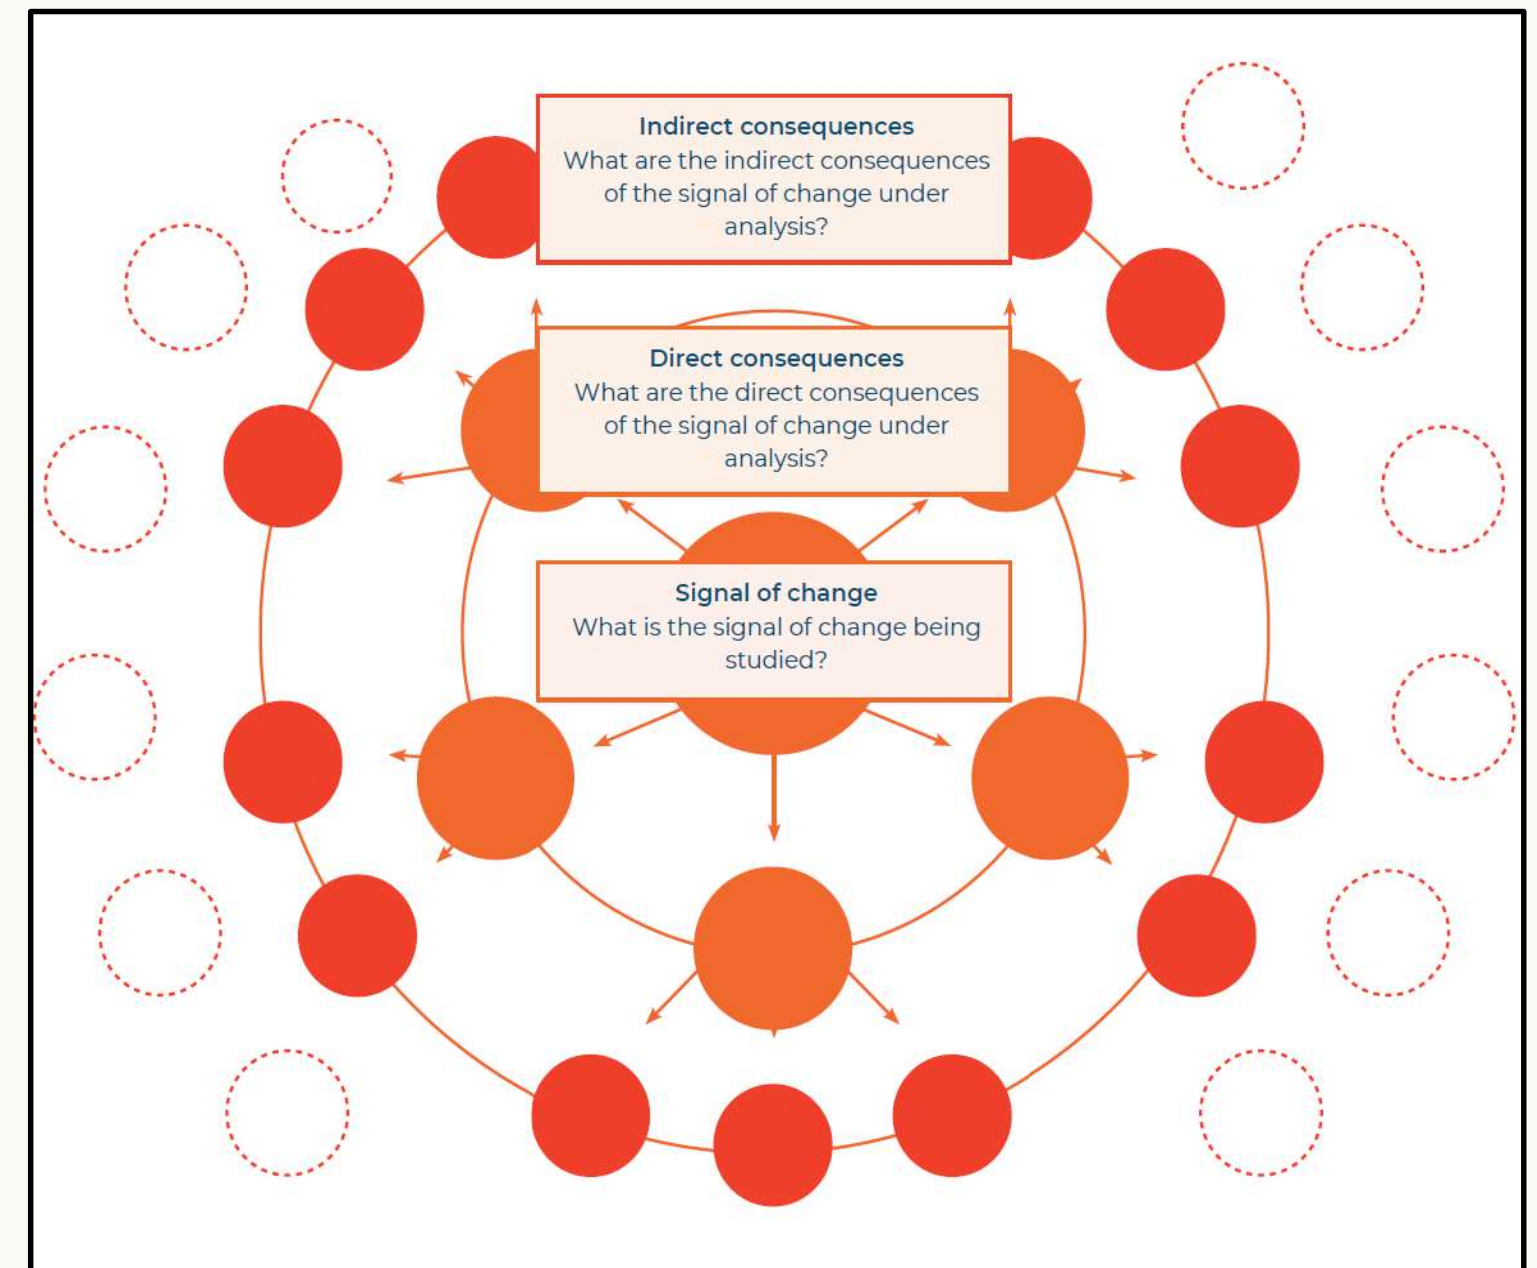 Indirect consequences
What are the indirect consequences
of the signal of change under
analysis?
Direct consequences
What are the direct consequences
of the signal of change under
analysis?
Signal of change
What is the signal of change being
studied?